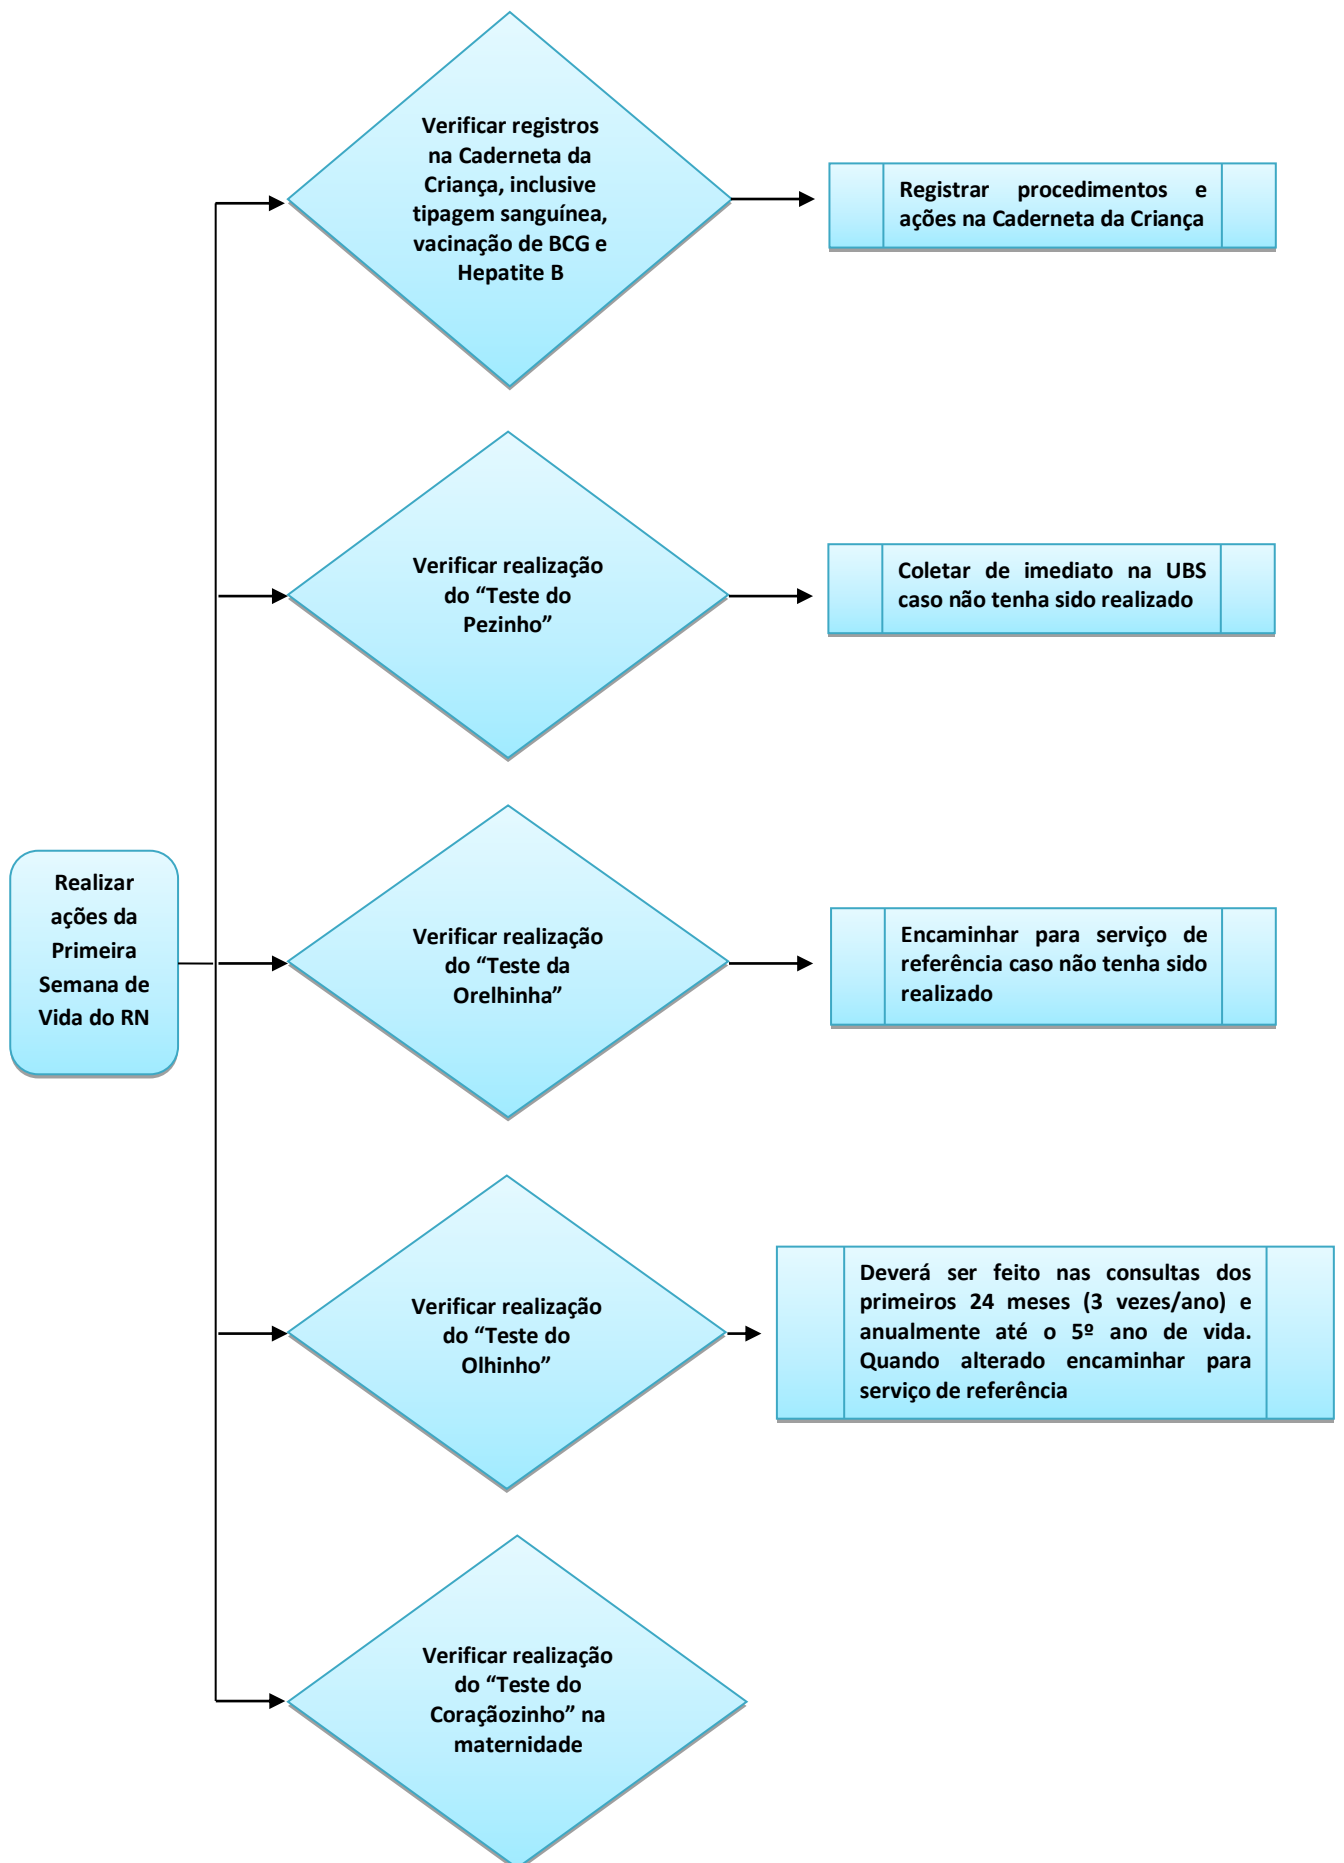 Verificar registros
na Caderneta da
Criança, inclusive
tipagem sanguínea,
vacinação de BCG e
Hepatite B
Registrar procedimentos e
ações na Caderneta da Criança
Verificar realização
do “Teste do
Pezinho”
Coletar de imediato na UBS
caso não tenha sido realizado
Realizar
ações da
Primeira
Semana de
Vida do RN
Verificar realização
do “Teste da
Orelhinha”
Encaminhar para serviço de
referência caso não tenha sido
realizado
Verificar realização
do “Teste do
Olhinho”
Deverá ser feito nas consultas dos
primeiros 24 meses (3 vezes/ano) e
anualmente até o 5º ano de vida.
Quando alterado encaminhar para
serviço de referência
Verificar realização
do “Teste do
Coraçãozinho” na
maternidade